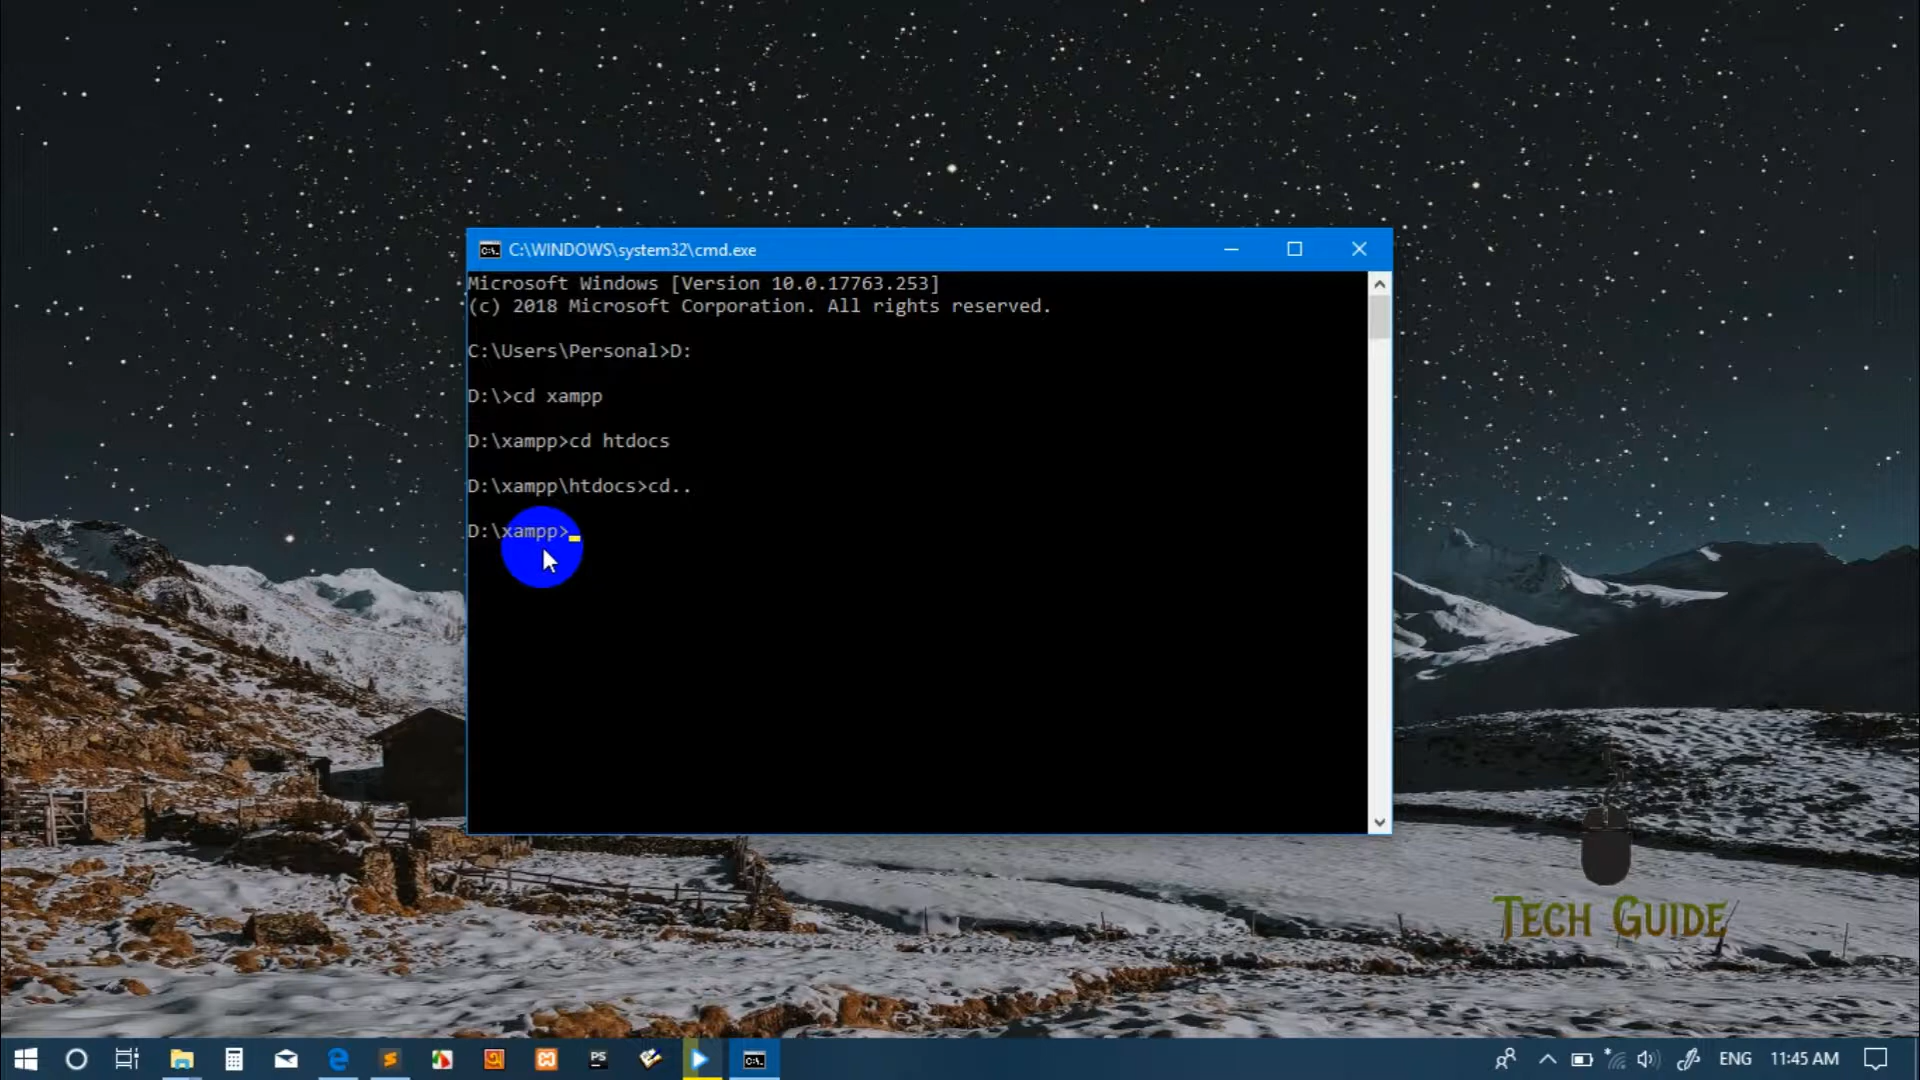 C:\WINDOWS\system32\cmd.exe
Microsoft Windows [Version 10.0.17763.253]
(c) 2018 Microsoft Corporation. All rights reserved.
C:\Users\Personal>D:
D:\>cd xampp
D:\xampp>cd htdocs
D:\xampp\htdocs>cd..
D:\xampp>
TECH GUIDE
PS
ENG
11:45 AM